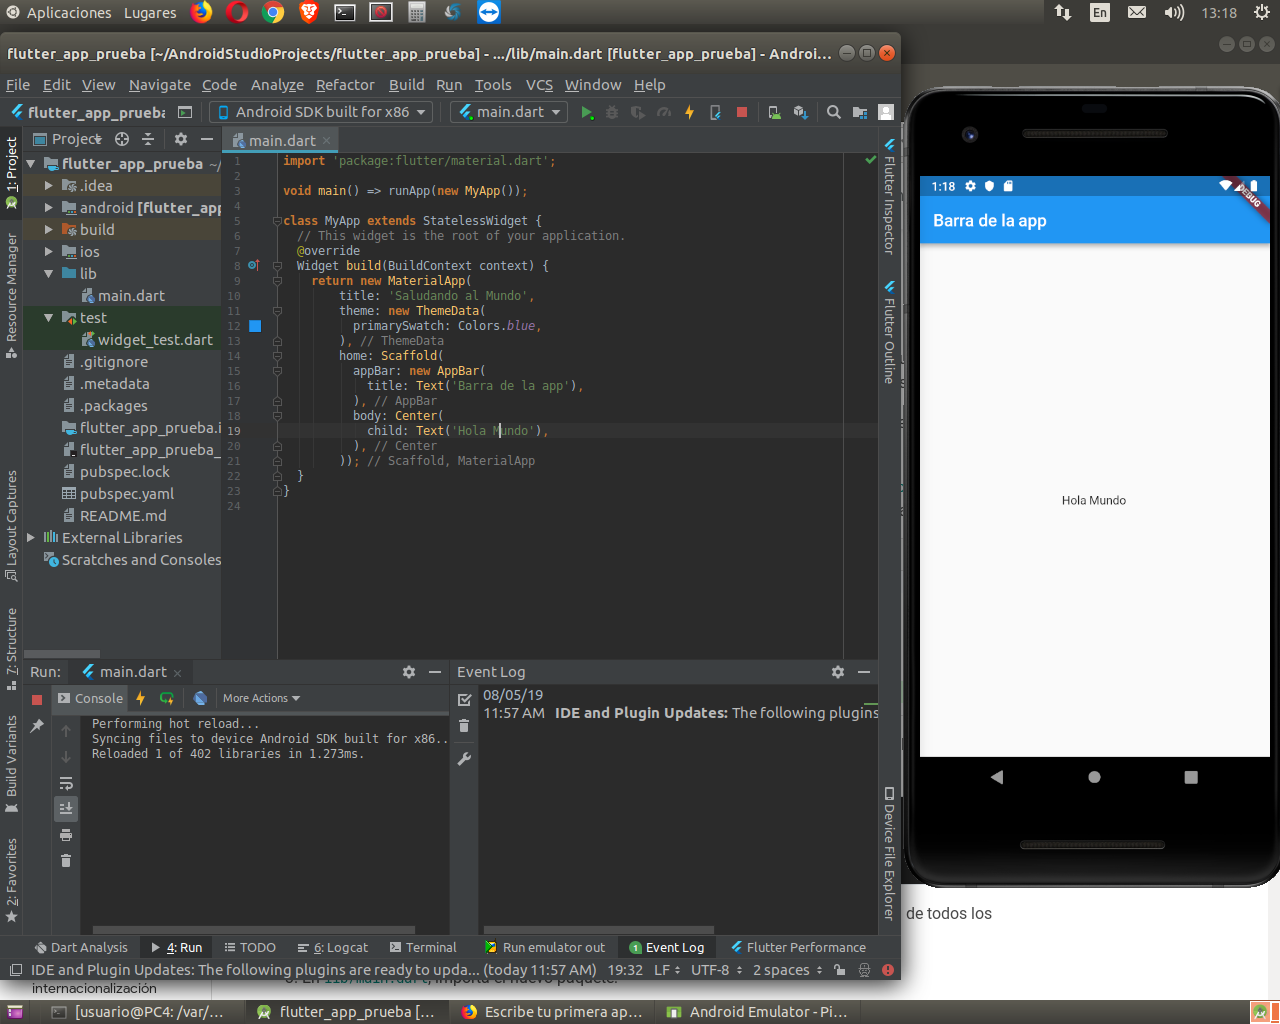 Aplicaciones Lugares En 13:18
flutter_app_prueba [~/AndroidStudioProjects/flutter_app_prueba] - .../lib/main.dart [flutter_app_prueba] - Androi...
File Edit View Navigate Code Analyze Refactor Build Run Tools VCS Window Help
flutter_app_prueba Android SDK built for x86 main.dart
Project main.dart
1: Project
Resource Manager
Layout Captures
7: Structure
Build Variants
2: Favorites
flutter_app_prueba ~/
.idea
android [flutter_app
build
ios
lib
main.dart
test
widget_test.dart
.gitignore
.metadata
.packages
flutter_app_prueba.i
flutter_app_prueba_
pubspec.lock
pubspec.yaml
README.md
External Libraries
Scratches and Consoles
1 import 'package:flutter/material.dart';
2
3 void main() => runApp(new MyApp());
4
5 class MyApp extends StatelessWidget {
6 // This widget is the root of your application.
7 @override
8 Widget build(BuildContext context) {
9 return new MaterialApp(
10 title: 'Saludando al Mundo',
11 theme: new ThemeData(
12 primarySwatch: Colors.blue,
13 ), // ThemeData
14 home: Scaffold(
15 appBar: new AppBar(
16 title: Text('Barra de la app'),
17 ), // AppBar
18 body: Center(
19 child: Text('Hola Mundo'),
20 ), // Center
21 )); // Scaffold, MaterialApp
22 }
23 }
24
Flutter Inspector
Flutter Outline
Device File Explorer
1:18
DEBUG
Barra de la app
Hola Mundo
Run: main.dart
Console More Actions
Performing hot reload...
Syncing files to device Android SDK built for x86..
Reloaded 1 of 402 libraries in 1.273ms.
Event Log
08/05/19
11:57 AM IDE and Plugin Updates: The following plugins
de todos los
Dart Analysis 4: Run TODO 6: Logcat Terminal Run emulator out 1 Event Log Flutter Performance
IDE and Plugin Updates: The following plugins are ready to upda... (today 11:57 AM) 19:32 LF UTF-8 2 spaces
internacionalización
lib/main.dart, importa el nuevo paquete.
[usuario@PC4: /var/... flutter_app_prueba [... Escribe tu primera ap... Android Emulator - Pi...